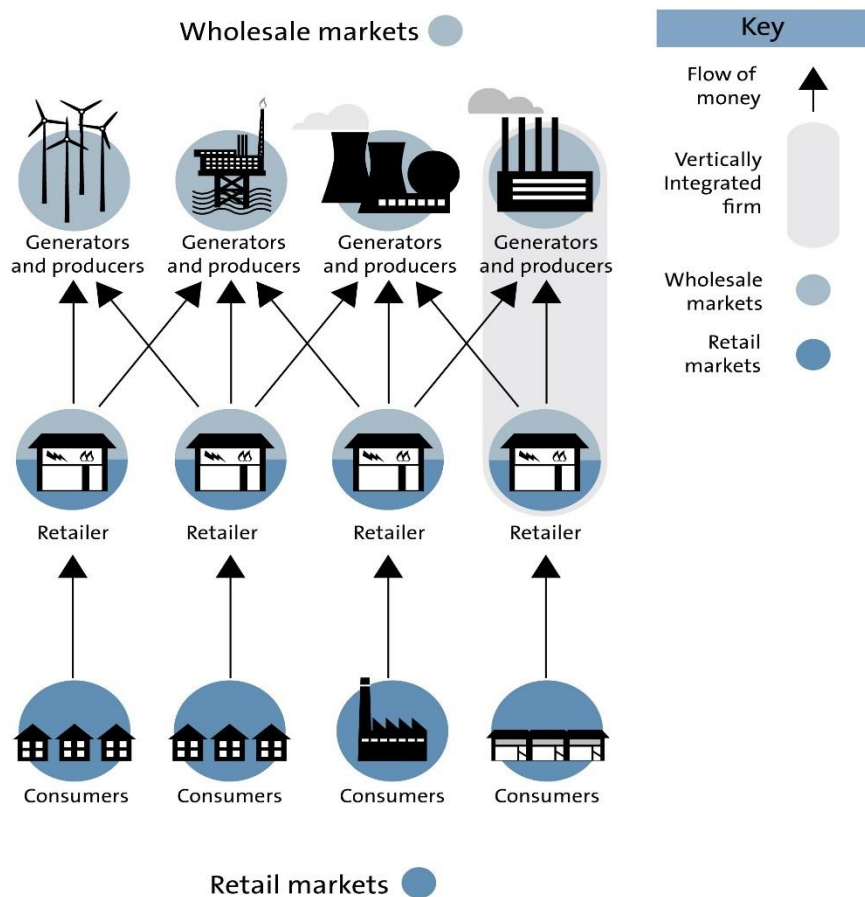 Wholesale markets
Key
Flow of
money
Vertically
Integrated
firm
Wholesale
markets
Retail
markets
Generators
and producers
Generators
and producers
Generators
and producers
Generators
and producers
Retailer
Retailer
Retailer
Retailer
Consumers
Consumers
Consumers
Consumers
Retail markets